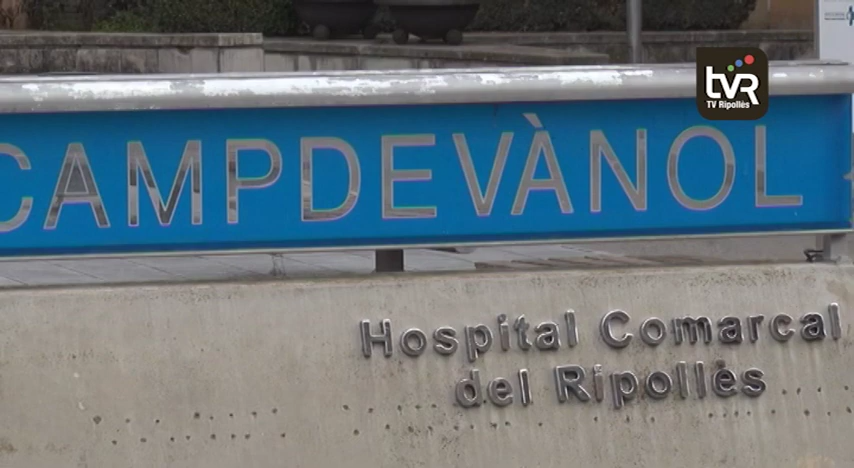 tvR
TV Ripollès
CAMPDEVÀNOL
Hospital Comarcal
del Ripollès